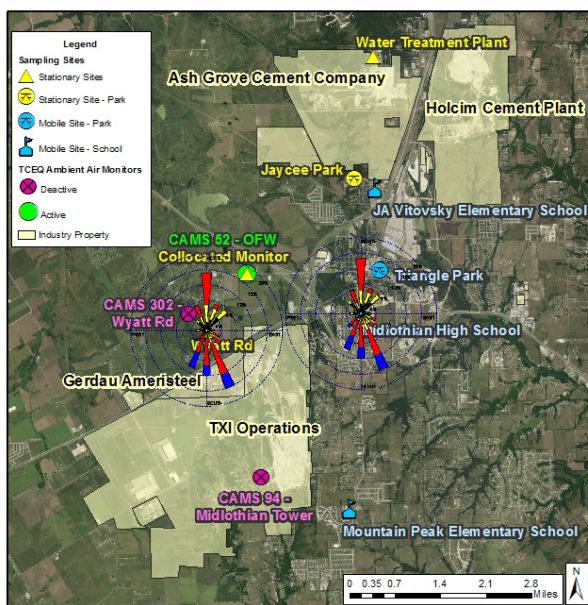 Legend
Sampling Sites
Stationary Sites
Stationary Site - Park
Mobile Site - Park
Mobile Site - School
TCEQ Ambient Air Monitors
Deactive
Active
Industry Property
Water Treatment Plant
Ash Grove Cement Company
Holcim Cement Plant
Jaycee Park
JA Vitovsky Elementary School
CAMS 52 - OFW
Collocated Monitor
Triangle Park
CAMS 302 -
Wyatt Rd
Midlothian High School
Wyatt Rd
Gerdau Ameristeel
TXI Operations
CAMS 94 -
Midlothian Tower
Mountain Peak Elementary School
N
0 0.35 0.7 1.4 2.1 2.8
Miles